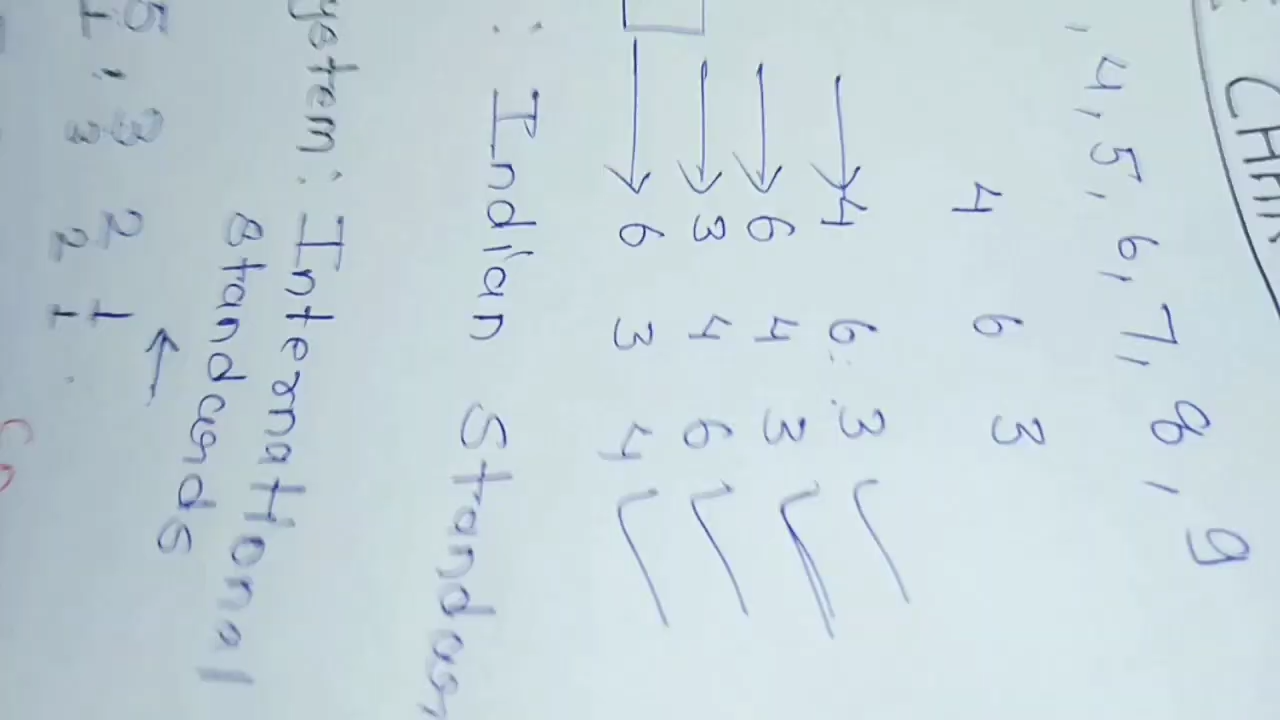 CHA
, 4, 5, 6, 7, 8, 9
4 6 3
→ 4 6 3 ✓
→ 6 4 3 ✓
→ 3 4 6 ✓
→ 6 3 4 ✓
: Indian Standar
ystem : International
standards
5, 3 2 1 ←
1 3 2 1